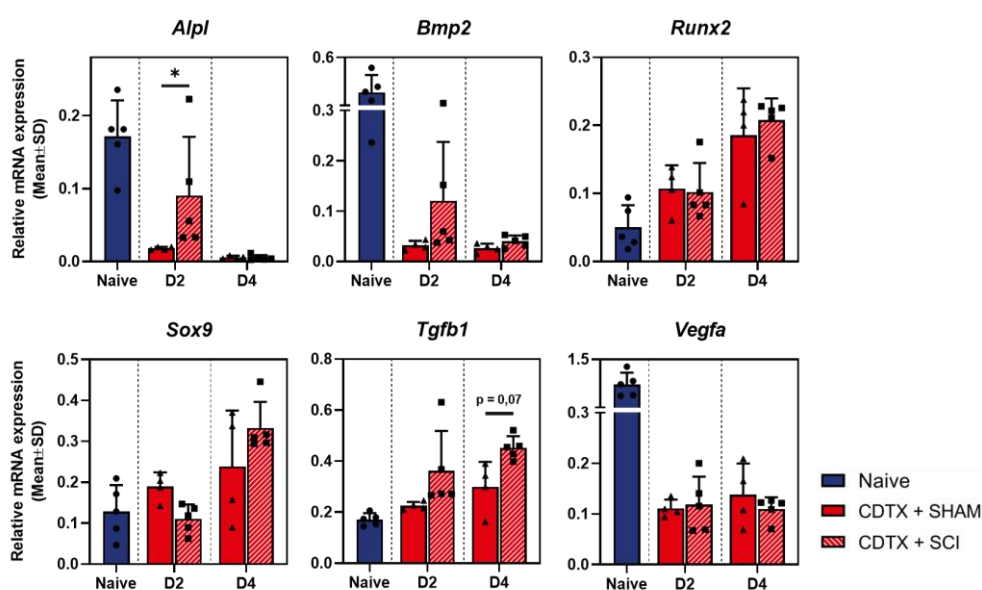 Alpl
Bmp2
Runx2
Relative mRNA expression
(Mean±SD)
0.2
0.1
0.0
*
Naive
D2
D4
0.6
0.3
0.2
0.1
0.0
Naive
D2
D4
0.3
0.2
0.1
0.0
Naive
D2
D4
Sox9
Tgfb1
Vegfa
Relative mRNA expression
(Mean±SD)
0.5
0.4
0.3
0.2
0.1
0.0
Naive
D2
D4
0.8
0.6
0.4
0.2
0.0
p = 0,07
Naive
D2
D4
1.5
0.3
0.2
0.1
0.0
Naive
D2
D4
Naive
CDTX + SHAM
CDTX + SCI